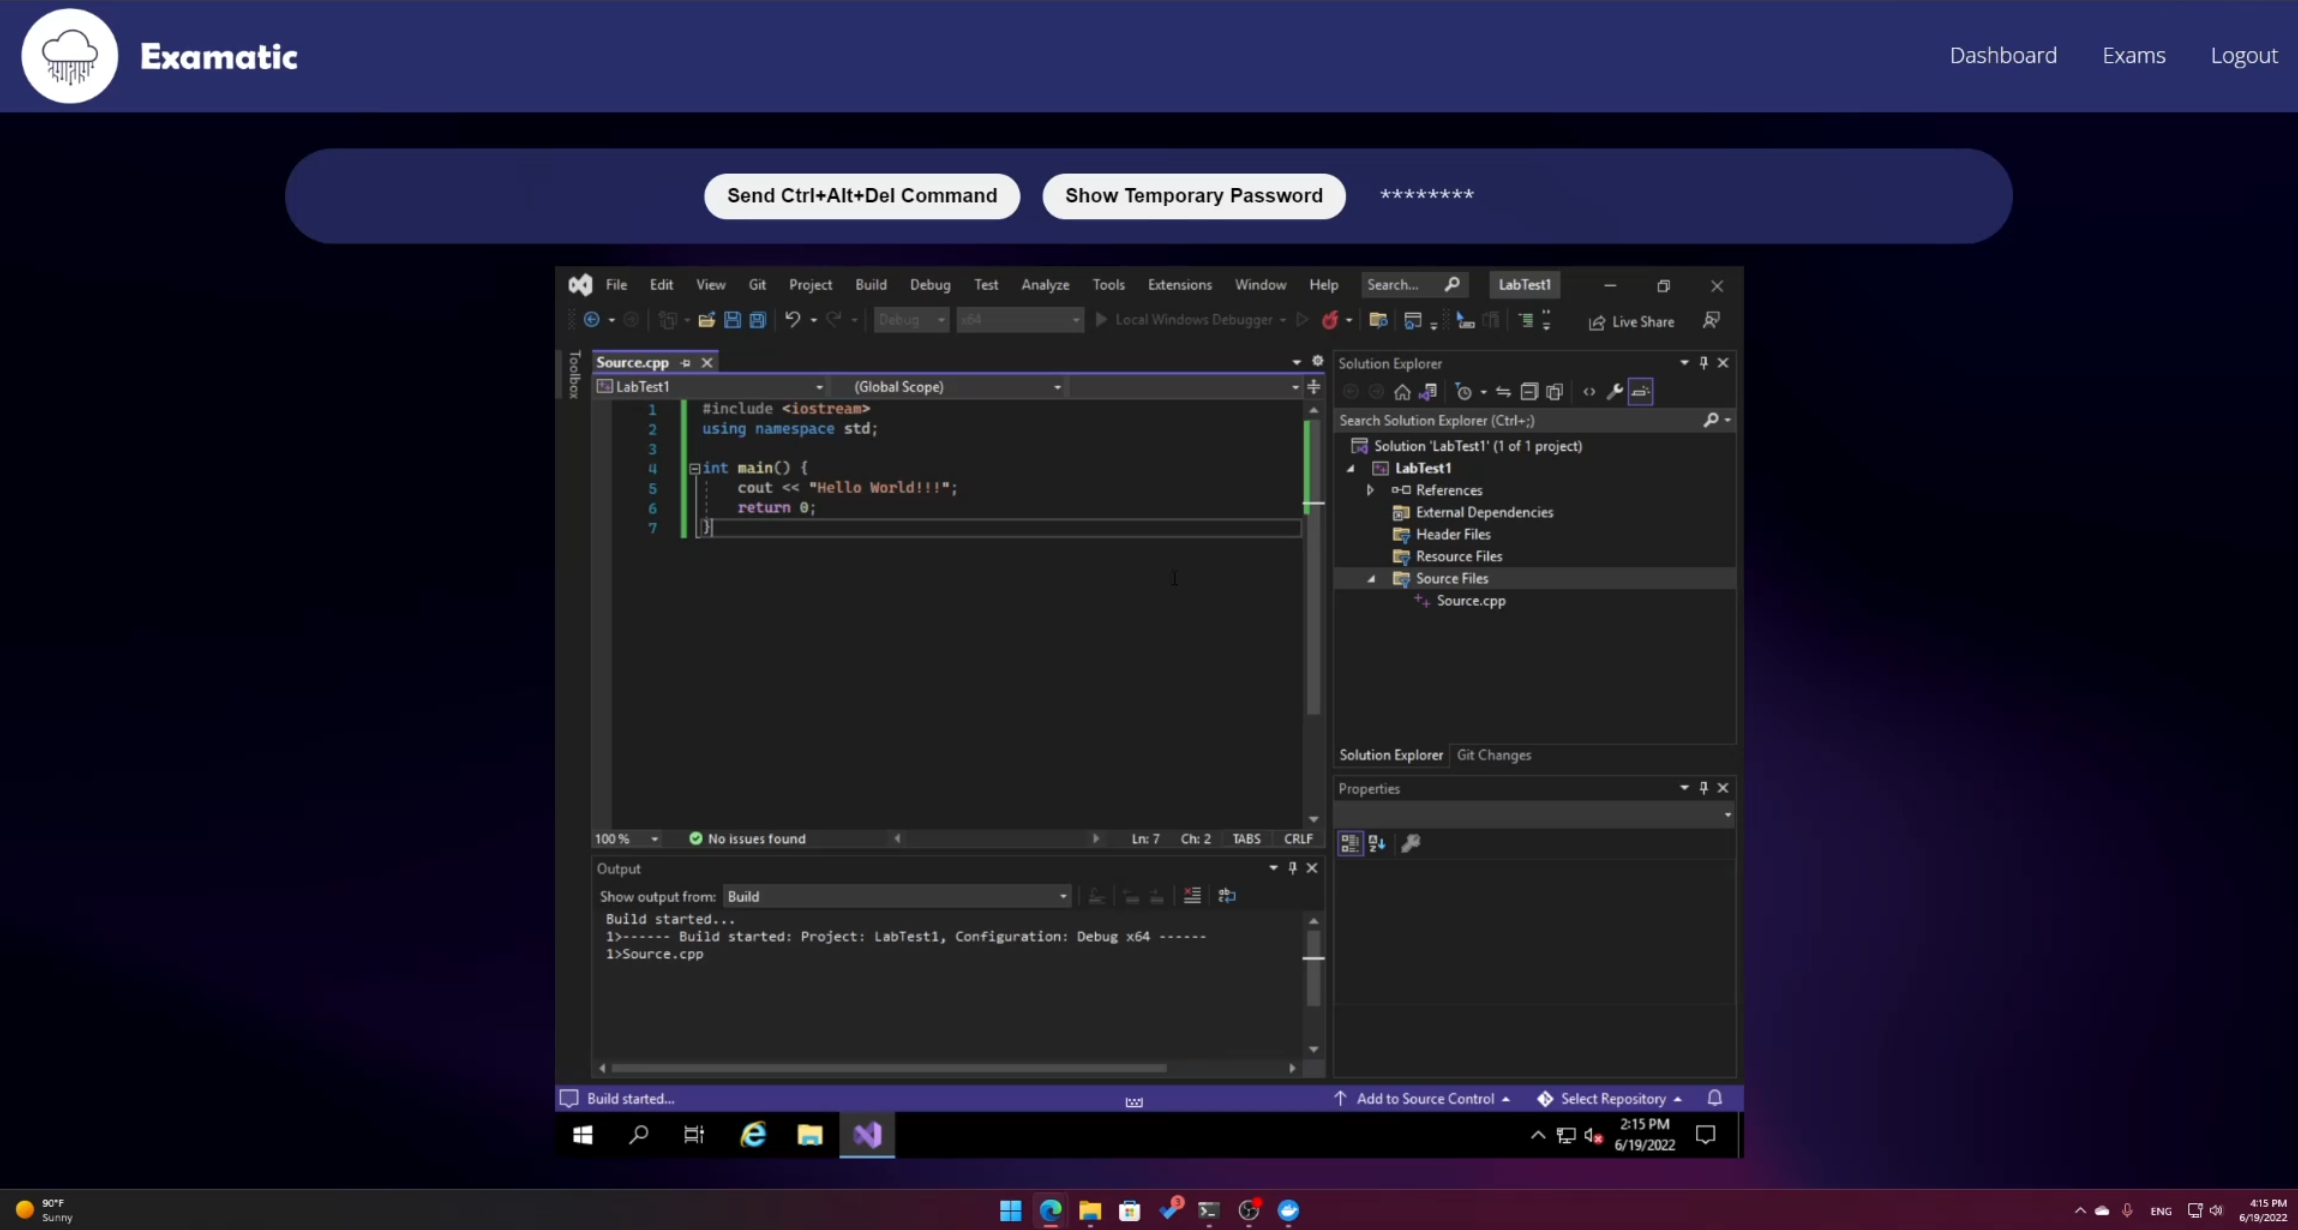 Examatic
Dashboard Exams Logout
Send Ctrl+Alt+Del Command Show Temporary Password ********
File Edit View Git Project Build Debug Test Analyze Tools Extensions Window Help Search... LabTest1
Debug x64 Local Windows Debugger Live Share
Toolbox
Source.cpp
LabTest1 (Global Scope)
1 #include <iostream>
2 using namespace std;
3
4 int main() {
5 cout << "Hello World!!!";
6 return 0;
7 }
100 % No issues found Ln: 7 Ch: 2 TABS CRLF
Output
Show output from: Build
Build started...
1>------ Build started: Project: LabTest1, Configuration: Debug x64 ------
1>Source.cpp
Solution Explorer
Search Solution Explorer (Ctrl+;)
Solution 'LabTest1' (1 of 1 project)
LabTest1
References
External Dependencies
Header Files
Resource Files
Source Files
Source.cpp
Solution Explorer Git Changes
Properties
Build started... Add to Source Control Select Repository
2:15 PM
6/19/2022
90°F
Sunny
3
ENG
4:15 PM
6/19/2022